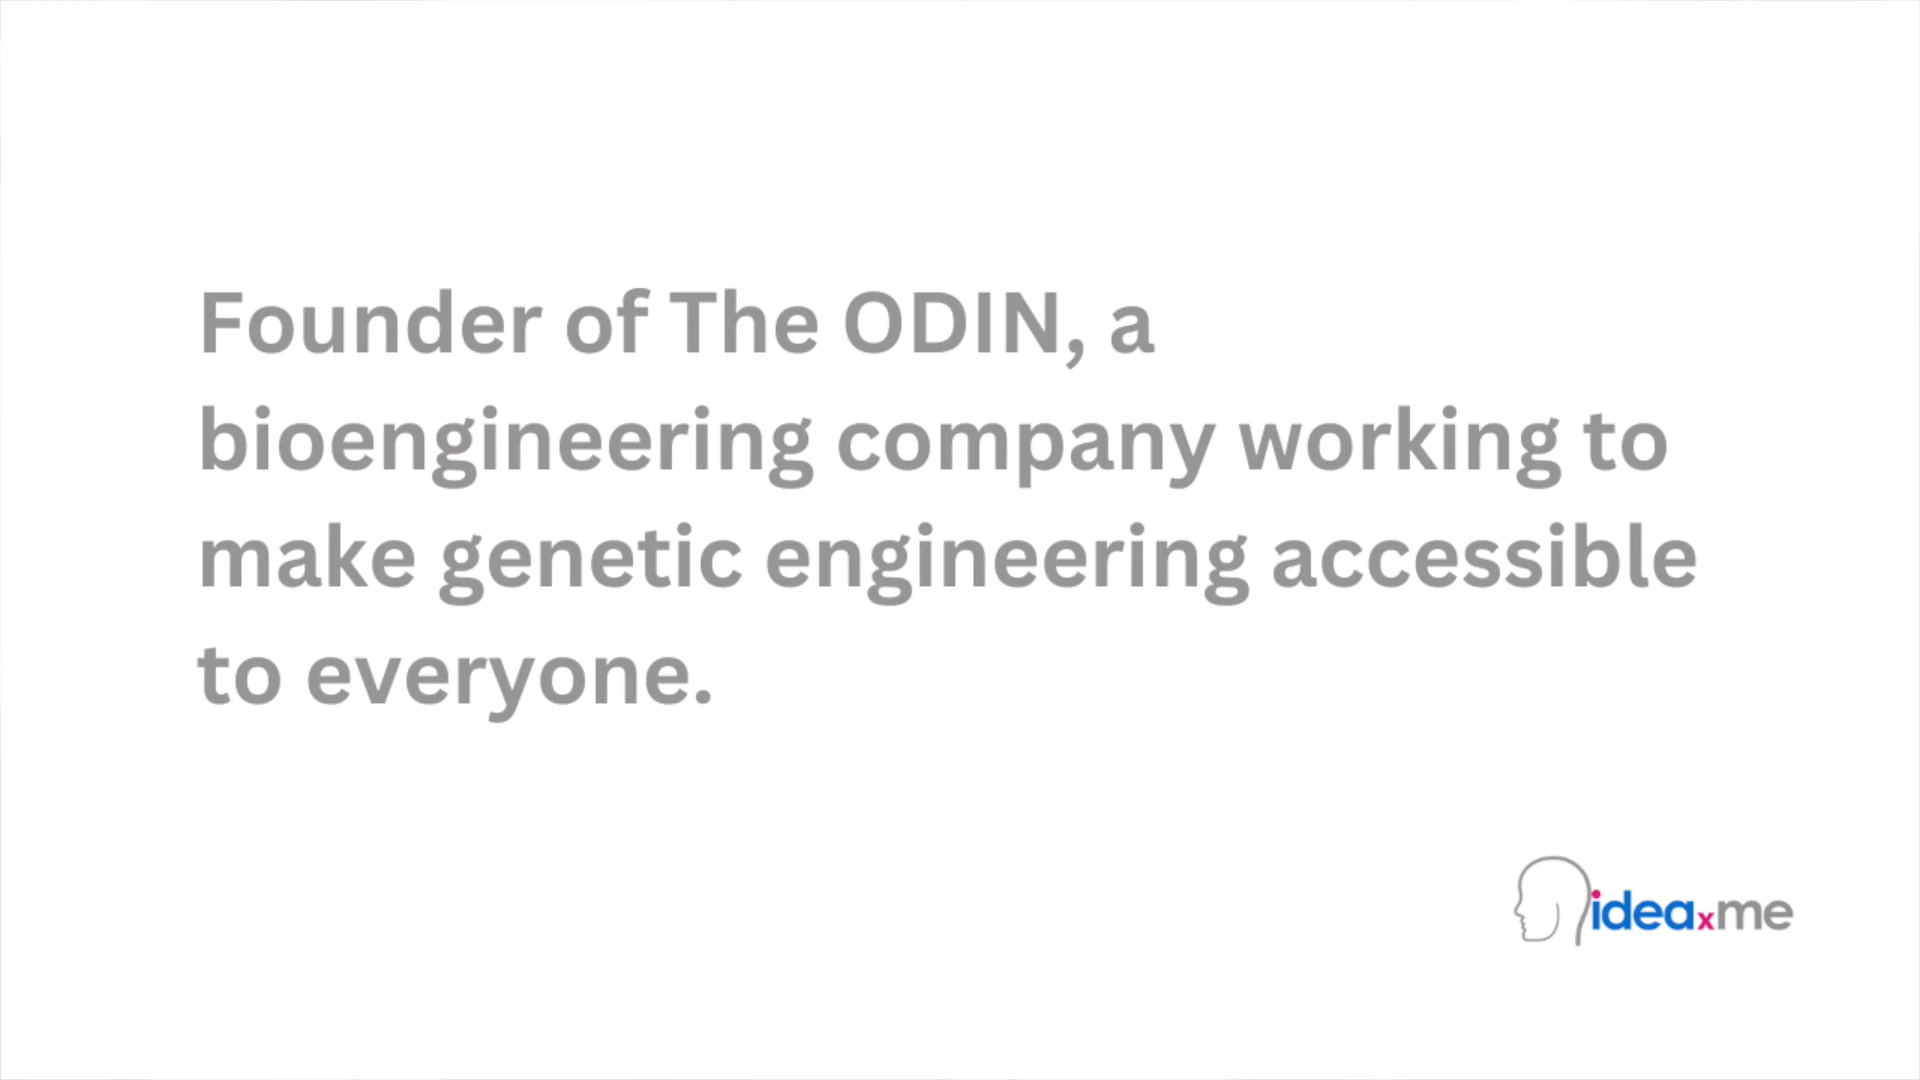 Founder of The ODIN, a
bioengineering company working to
make genetic engineering accessible
to everyone.
ideaxme